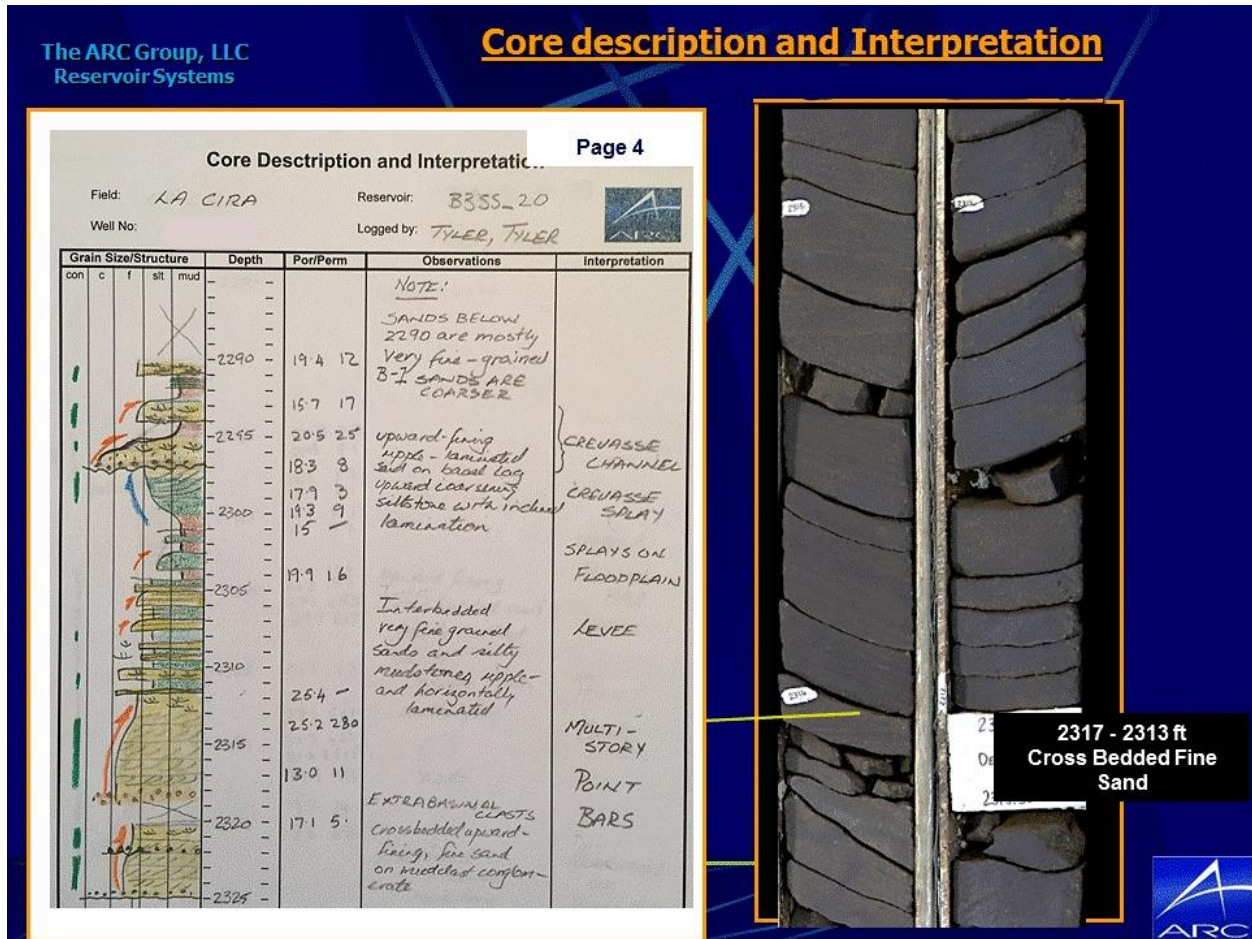 The ARC Group, LLC
Reservoir Systems
Core description and Interpretation
Page 4
Core Desctription and Interpretation
Field: LA CIRA
Reservoir: B3SS_20
Well No:
Logged by: TYLER, TYLER
ARC
Grain Size/Structure Depth Por/Perm Observations Interpretation
con c f slt mud
NOTE:
SANDS BELOW
2290 are mostly
-2290 19.4 12 Very fine-grained
B-I SANDS ARE
COARSER
15.7 17
-2295 20.5 25 upward-fining CREVASSE
ripple-laminated CHANNEL
18.3 8 sand on basal lag
17.9 3 upward coarsening CREVASSE
-2300 19.3 9 siltstone with inclined SPLAY
15 — lamination
SPLAYS ON
19.9 16 FLOODPLAIN
-2305
Interbedded
very fine grained LEVEE
sands and silty
-2310 mudstones, ripple-
25.4 — and horizontally
laminated
25.2 280 MULTI-
-2315 STORY
13.0 11 POINT
EXTRABASINAL
CLASTS
-2320 17.1 5. BARS
Crossbedded upward-
fining, fine sand
on mudclast conglom-
-2325 erate
2315
2314
2317 - 2313 ft
Cross Bedded Fine
Sand
ARC